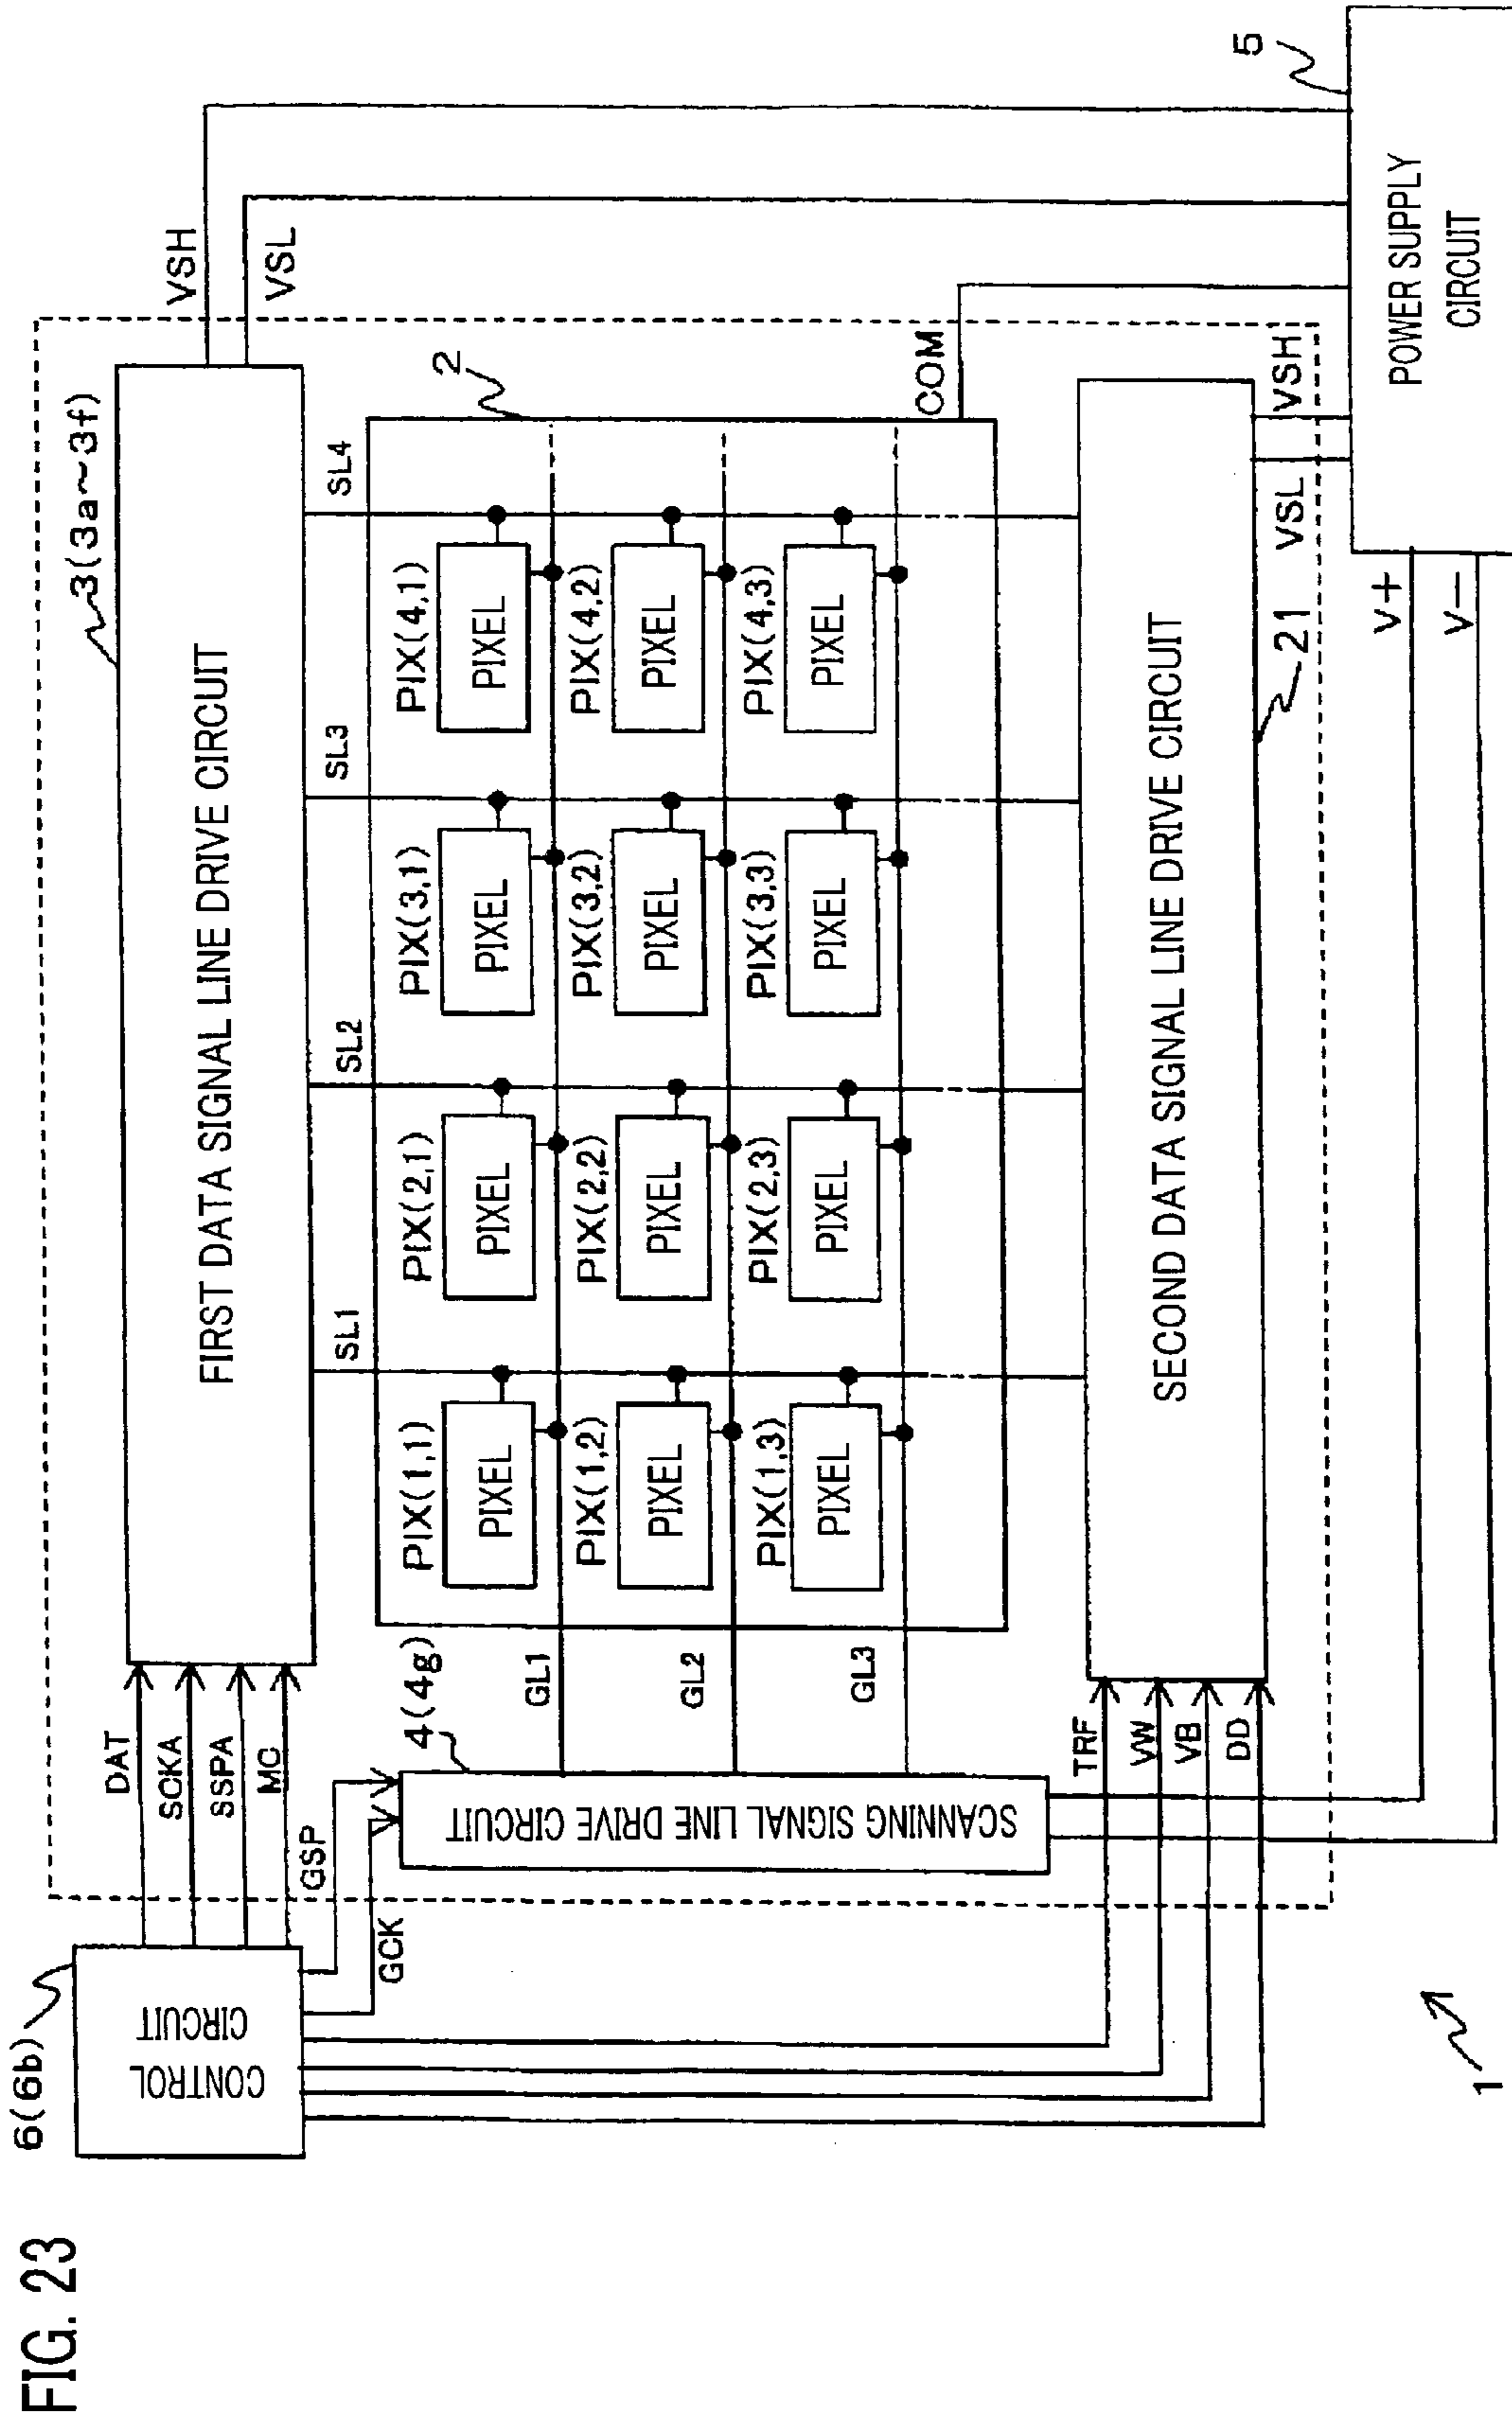 FIG. 23
6(6b)
CONTROL
CIRCUIT
DAT
SCKA
SSPA
MC
GSP
GCK
3(3a~3f)
FIRST DATA SIGNAL LINE DRIVE CIRCUIT
VSH
VSL
SL1
SL2
SL3
SL4
2
4(4g)
SCANNING SIGNAL LINE DRIVE CIRCUIT
GL1
GL2
GL3
PIX(1,1)
PIXEL
PIX(2,1)
PIXEL
PIX(3,1)
PIXEL
PIX(4,1)
PIXEL
PIX(1,2)
PIXEL
PIX(2,2)
PIXEL
PIX(3,2)
PIXEL
PIX(4,2)
PIXEL
PIX(1,3)
PIXEL
PIX(2,3)
PIXEL
PIX(3,3)
PIXEL
PIX(4,3)
PIXEL
COM
TRF
VW
VB
DD
SECOND DATA SIGNAL LINE DRIVE CIRCUIT
21
VSL
VSH
5
POWER SUPPLY
CIRCUIT
V+
V−
1